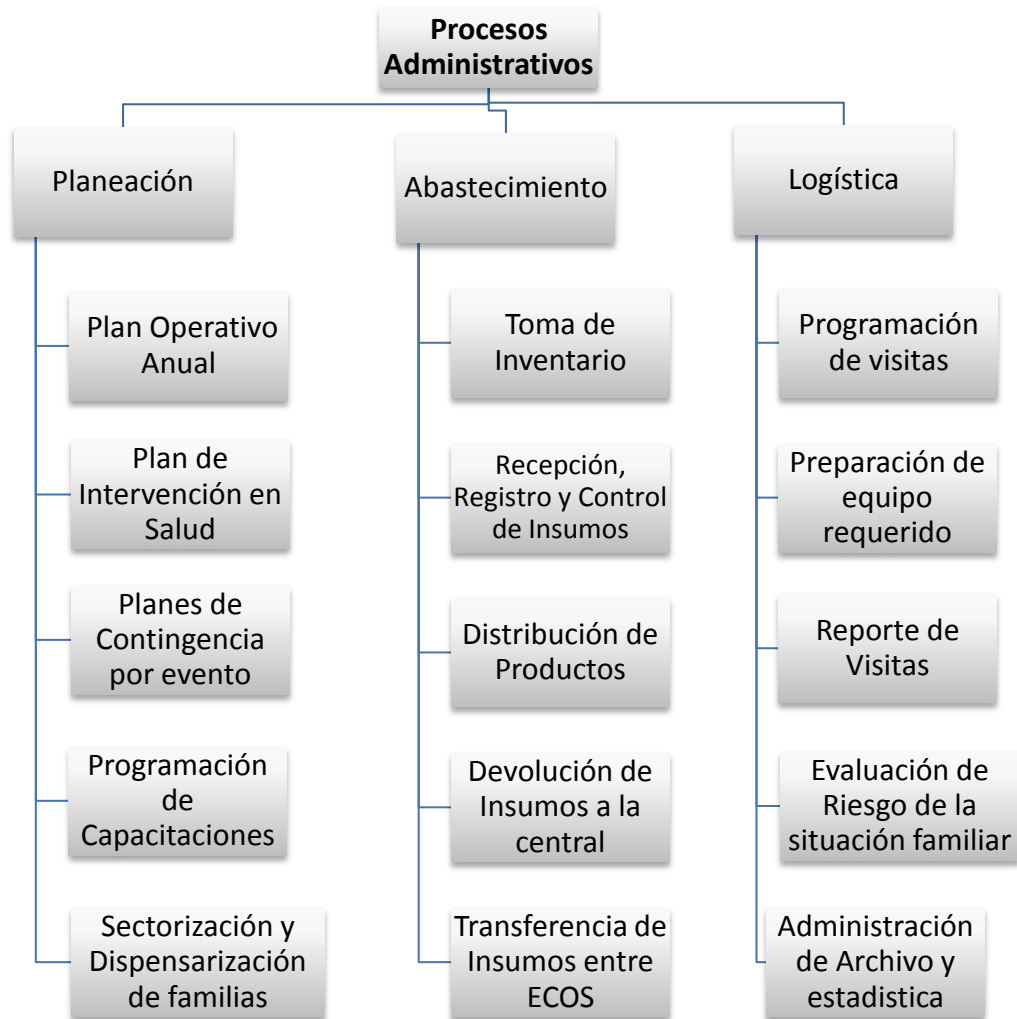 Procesos
Administrativos
Planeación
Abastecimiento
Logística
Plan Operativo
Anual
Plan de
Intervención en
Salud
Planes de
Contingencia
por evento
Programación
de
Capacitaciones
Sectorización y
Dispensarización
de familias
Toma de
Inventario
Recepción,
Registro y Control
de Insumos
Distribución de
Productos
Devolución de
Insumos a la
central
Transferencia de
Insumos entre
ECOS
Programación
de visitas
Preparación de
equipo
requerido
Reporte de
Visitas
Evaluación de
Riesgo de la
situación familiar
Administración
de Archivo y
estadistica